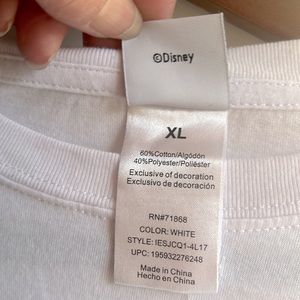 ©Disney
XL
60%Cotton/Algodón
40%Polyester/Poliéster
Exclusive of decoration
Exclusivo de decoración
RN#71868
COLOR: WHITE
STYLE: IESJCQ1-4L17
UPC: 195932276248
Made in China
Hecho en China